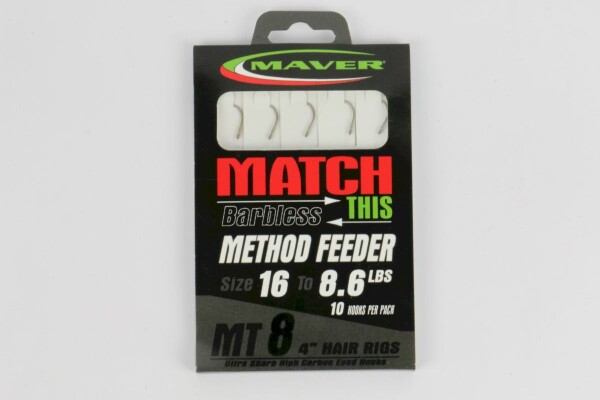 MAVER
MATCH
Barbless THIS
METHOD FEEDER
Size 16 To 8.6 LBS
10 HOOKS PER PACK
MT 8 4" HAIR RIGS
Ultra Sharp High Carbon Eyed Hooks